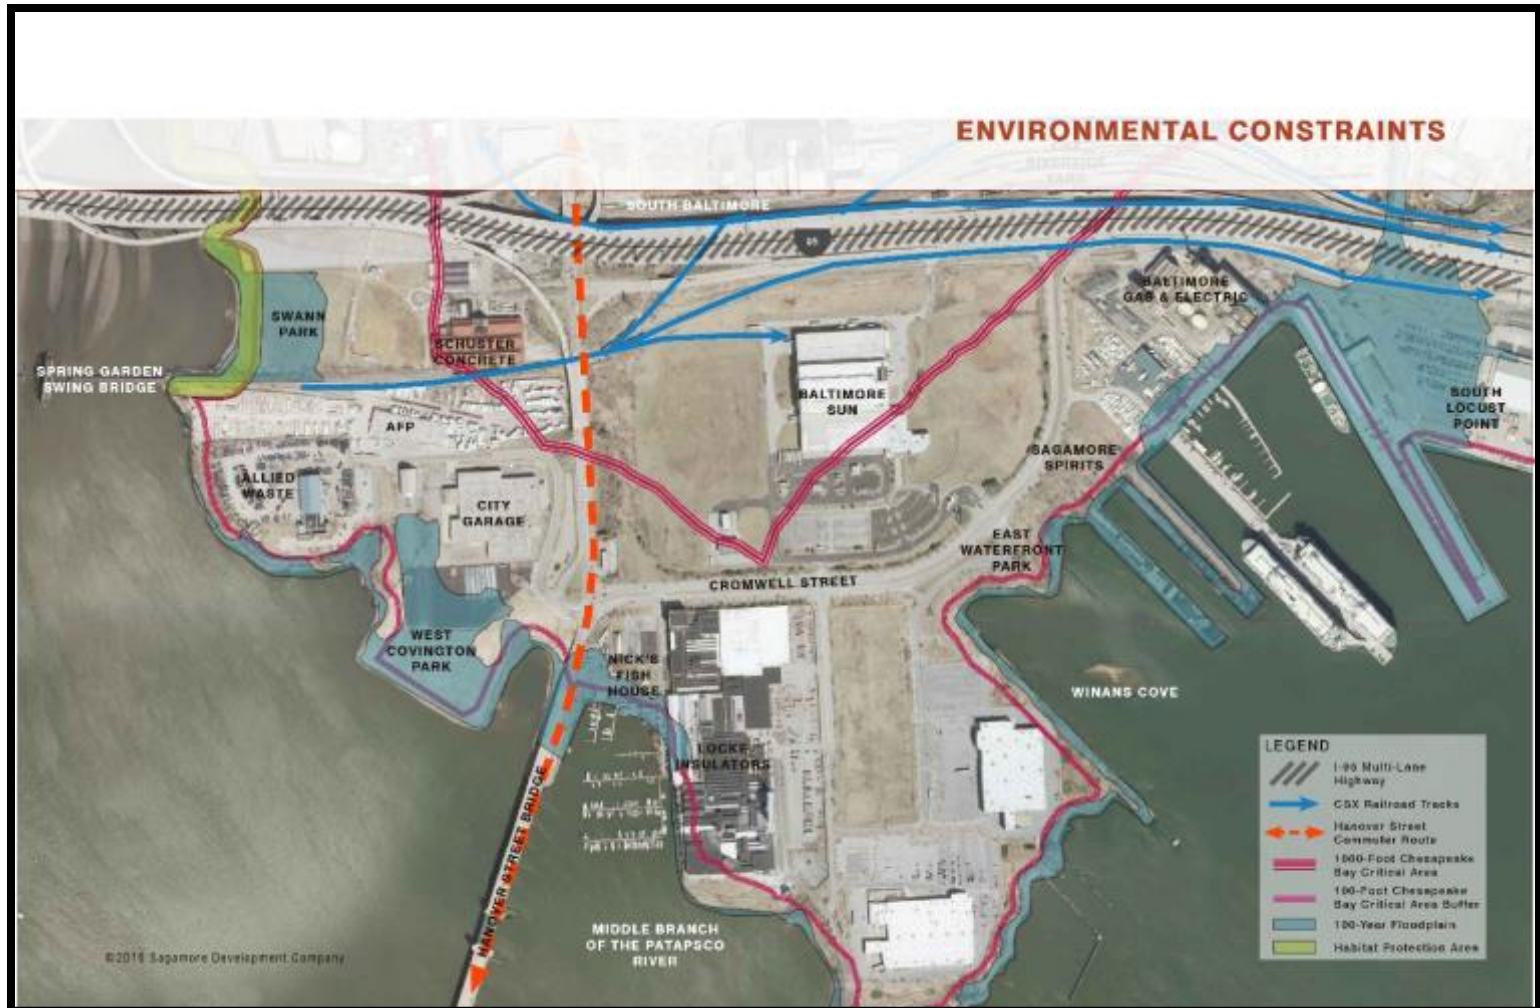 ENVIRONMENTAL CONSTRAINTS
RIVERSIDE
PARK
SOUTH BALTIMORE
95
BALTIMORE
GAS & ELECTRIC
SWANN
PARK
SCHUSTER
CONCRETE
SPRING GARDEN
SWING BRIDGE
BALTIMORE
SUN
SOUTH
LOCUST
POINT
AFP
SAGAMORE
SPIRITS
ALLIED
WASTE
CITY
GARAGE
EAST
WATERFRONT
PARK
CROMWELL STREET
WEST
COVINGTON
PARK
NICK'S
FISH
HOUSE
WINANS COVE
LOCKE
INSULATORS
HANOVER STREET BRIDGE
MIDDLE BRANCH
OF THE PATAPSCO
RIVER
LEGEND
I-95 Multi-Lane
Highway
CSX Railroad Tracks
Hanover Street
Commuter Route
1000-Foot Chesapeake
Bay Critical Area
100-Foot Chesapeake
Bay Critical Area Buffer
100-Year Floodplain
Habitat Protection Area
©2016 Sagamore Development Company